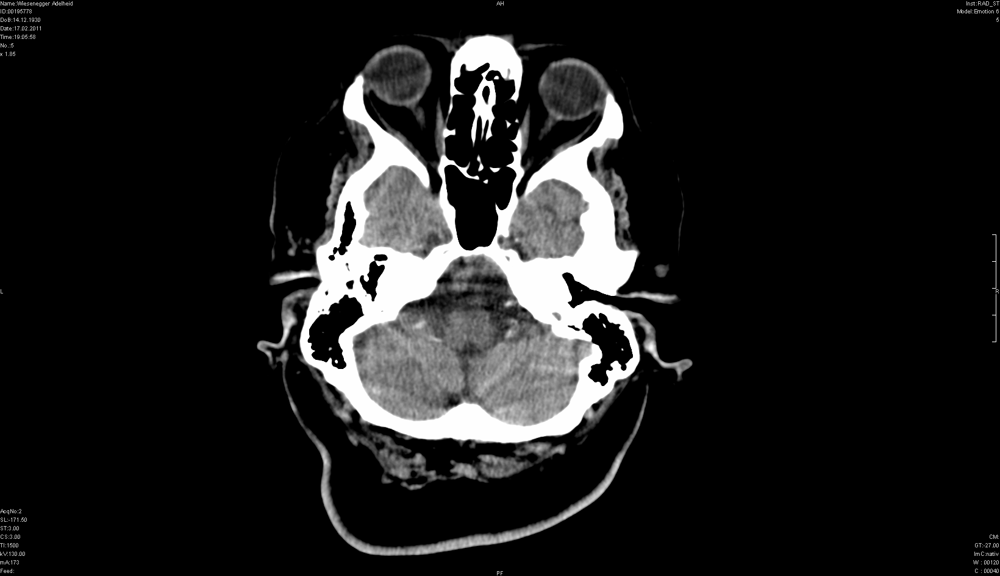 Name:Wiesenegger Adelheid
ID:00195778
DoB:14.12.1930
Date:17.02.2011
Time:19:05:58
No.:5
x 1.85
AH
Inst:RAD_ST
Model:Emotion 6
5
L
R
AcqNo:2
SL:-171.50
ST:3.00
CS:3.00
TI:1500
kV:130.00
mA:173
Feed:
PF
CM:
GT:-27.00
ImC:nativ
W : 00120
C : 00040